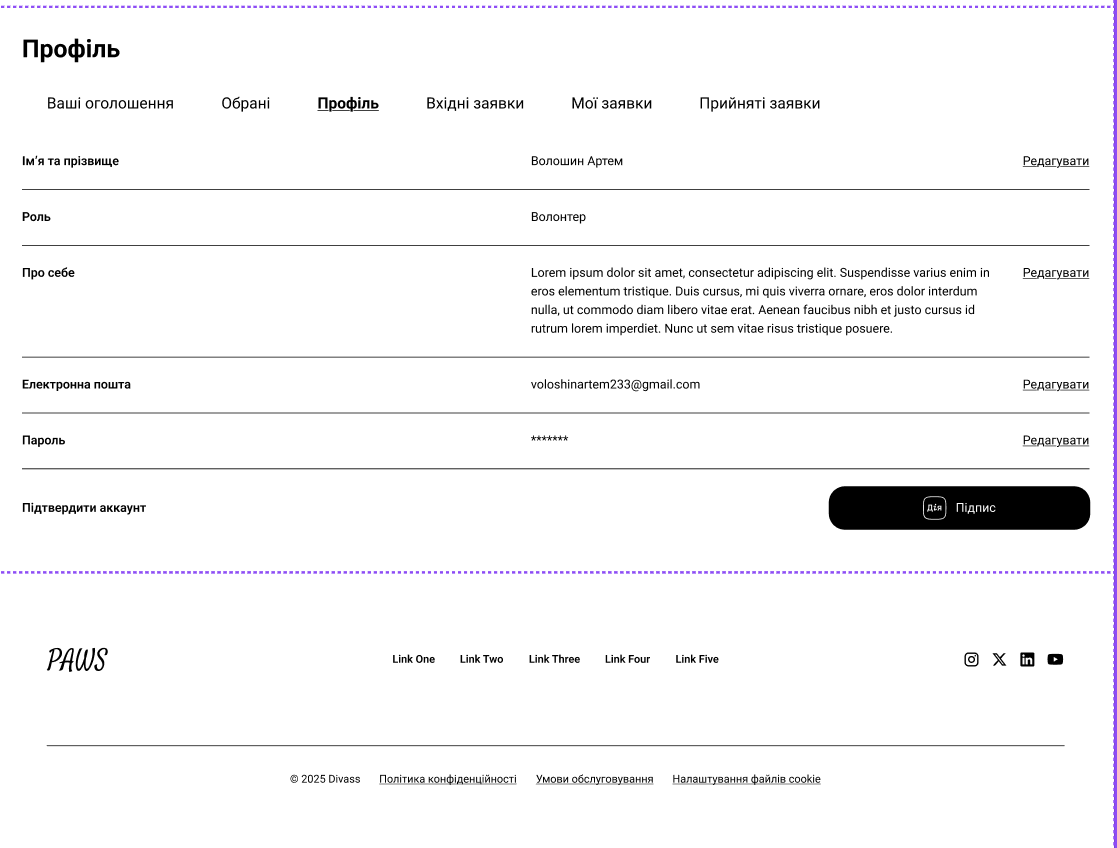 Профіль
Ваші оголошення Обрані Профіль Вхідні заявки Мої заявки Прийняті заявки
Ім’я та прізвище Волошин Артем Редагувати
Роль Волонтер
Про себе Lorem ipsum dolor sit amet, consectetur adipiscing elit. Suspendisse varius enim in Редагувати
eros elementum tristique. Duis cursus, mi quis viverra ornare, eros dolor interdum
nulla, ut commodo diam libero vitae erat. Aenean faucibus nibh et justo cursus id
rutrum lorem imperdiet. Nunc ut sem vitae risus tristique posuere.
Електронна пошта voloshinartem233@gmail.com Редагувати
Пароль ******* Редагувати
Підтвердити аккаунт Дія Підпис
PAWS Link One Link Two Link Three Link Four Link Five
© 2025 Divass Політика конфіденційності Умови обслуговування Налаштування файлів cookie